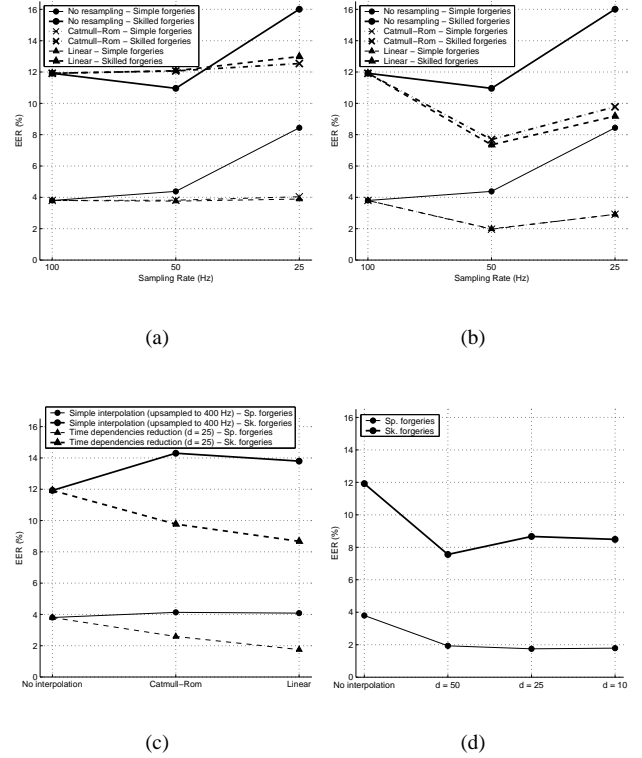 No resampling − Simple forgeries
No resampling − Skilled forgeries
Catmull−Rom − Simple forgeries
Catmull−Rom − Skilled forgeries
Linear − Simple forgeries
Linear − Skilled forgeries
16
14
12
10
8
6
4
2
0
EER (%)
100
50
25
Sampling Rate (Hz)
(a)
No resampling − Simple forgeries
No resampling − Skilled forgeries
Catmull−Rom − Simple forgeries
Catmull−Rom − Skilled forgeries
Linear − Simple forgeries
Linear − Skilled forgeries
16
14
12
10
8
6
4
2
0
EER (%)
100
50
25
Sampling Rate (Hz)
(b)
Simple interpolation (upsampled to 400 Hz) − Sp. forgeries
Simple interpolation (upsampled to 400 Hz) − Sk. forgeries
Time dependencies reduction (d = 25) − Sp. forgeries
Time dependencies reduction (d = 25) − Sk. forgeries
16
14
12
10
8
6
4
2
0
EER (%)
No interpolation
Catmull−Rom
Linear
(c)
Sp. forgeries
Sk. forgeries
16
14
12
10
8
6
4
2
0
EER (%)
No interpolation
d = 50
d = 25
d = 10
(d)